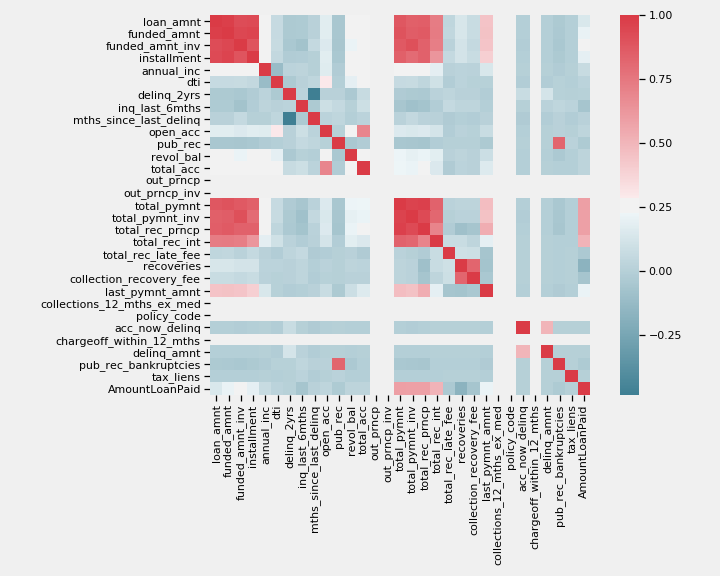 loan_amnt
funded_amnt
funded_amnt_inv
installment
annual_inc
dti
delinq_2yrs
inq_last_6mths
mths_since_last_delinq
open_acc
pub_rec
revol_bal
total_acc
out_prncp
out_prncp_inv
total_pymnt
total_pymnt_inv
total_rec_prncp
total_rec_int
total_rec_late_fee
recoveries
collection_recovery_fee
last_pymnt_amnt
collections_12_mths_ex_med
policy_code
acc_now_delinq
chargeoff_within_12_mths
delinq_amnt
pub_rec_bankruptcies
tax_liens
AmountLoanPaid
loan_amnt
funded_amnt
funded_amnt_inv
installment
annual_inc
dti
delinq_2yrs
inq_last_6mths
mths_since_last_delinq
open_acc
pub_rec
revol_bal
total_acc
out_prncp
out_prncp_inv
total_pymnt
total_pymnt_inv
total_rec_prncp
total_rec_int
total_rec_late_fee
recoveries
collection_recovery_fee
last_pymnt_amnt
collections_12_mths_ex_med
policy_code
acc_now_delinq
chargeoff_within_12_mths
delinq_amnt
pub_rec_bankruptcies
tax_liens
AmountLoanPaid
1.00
0.75
0.50
0.25
0.00
−0.25